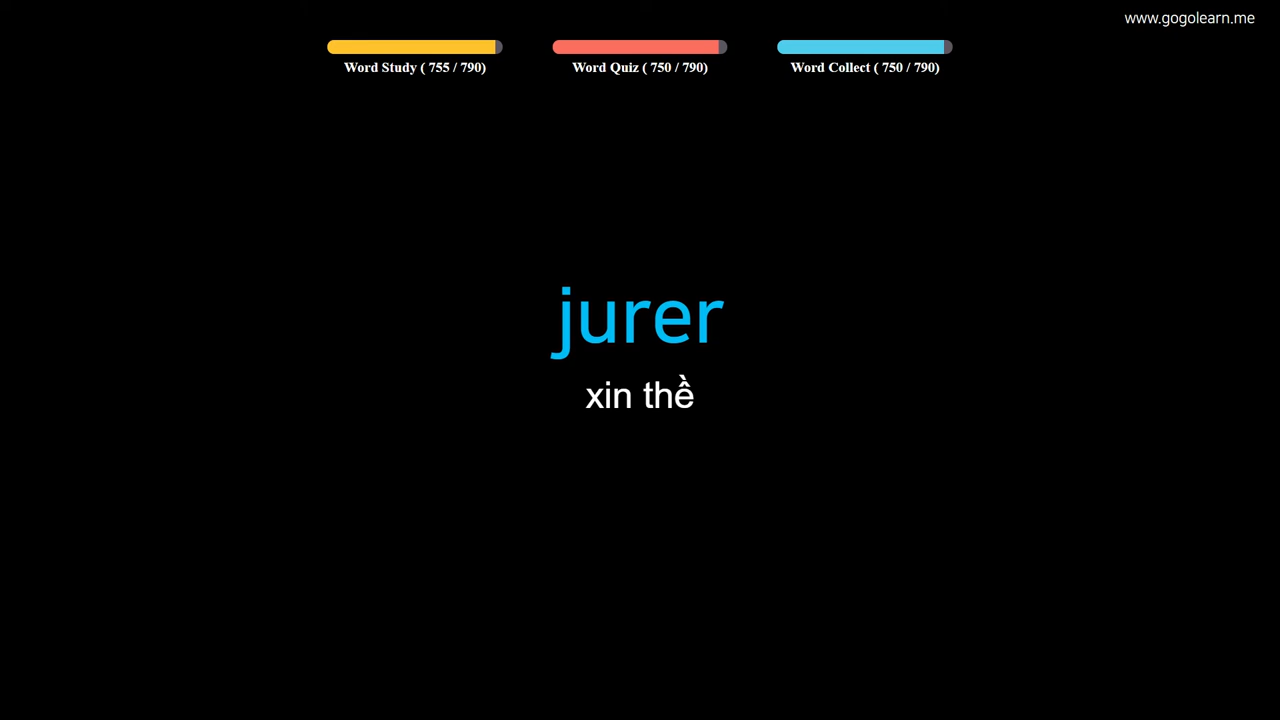 www.gogolearn.me
Word Study ( 755 / 790)
Word Quiz ( 750 / 790)
Word Collect ( 750 / 790)
jurer
xin thề